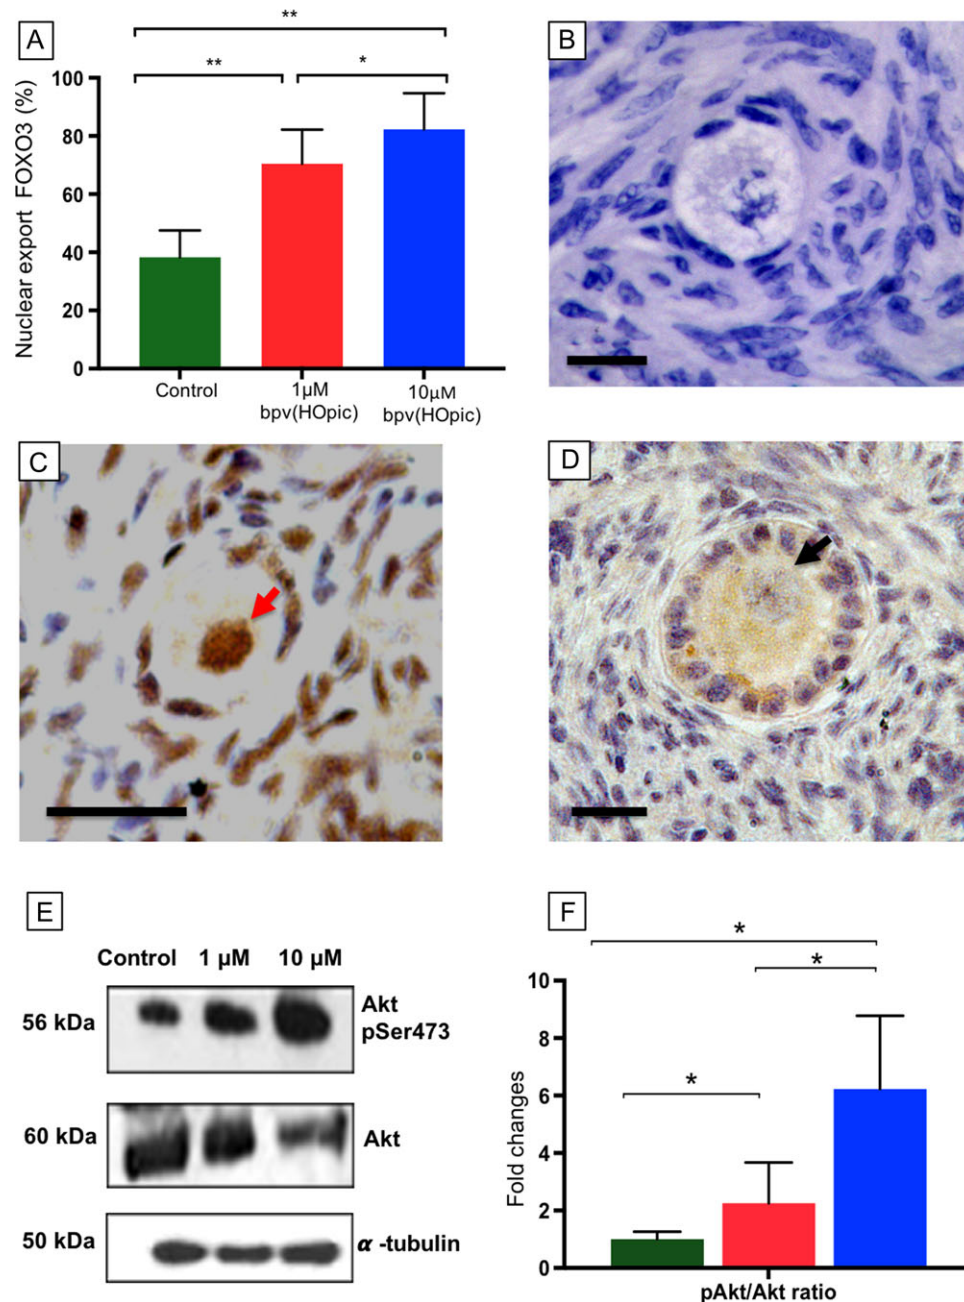 A
**
**
*
Nuclear export FOXO3 (%)
100
80
60
40
20
0
Control
1µM
bpv(HOpic)
10µM
bpv(HOpic)
B
C
D
E
Control 1 µM 10 µM
56 kDa
Akt
pSer473
60 kDa
Akt
50 kDa
α -tubulin
F
*
*
*
Fold changes
10
8
6
4
2
0
pAkt/Akt ratio